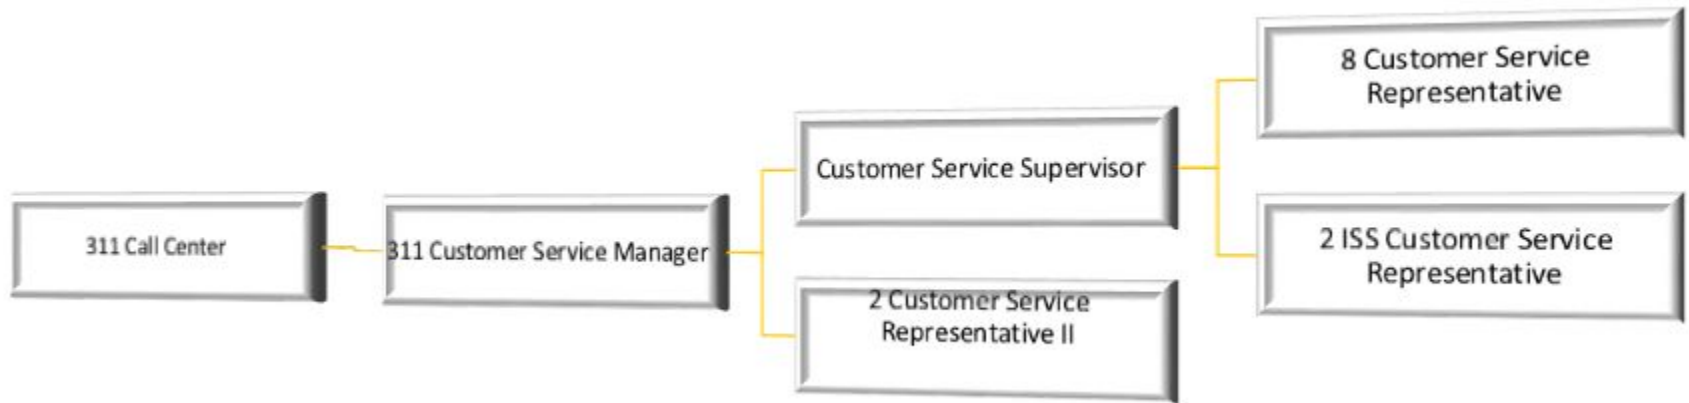 311 Call Center
311 Customer Service Manager
Customer Service Supervisor
2 Customer Service
Representative II
8 Customer Service
Representative
2 ISS Customer Service
Representative